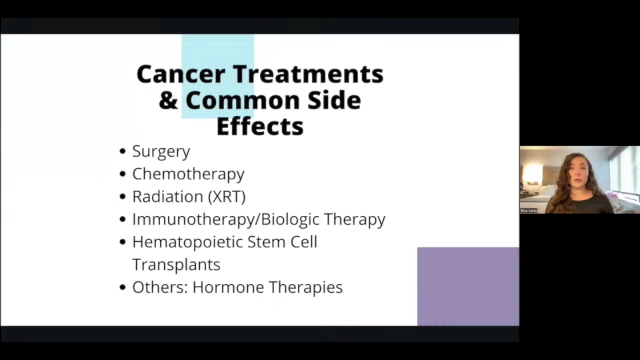 Cancer Treatments
& Common Side
Effects
• Surgery
• Chemotherapy
• Radiation (XRT)
• Immunotherapy/Biologic Therapy
• Hematopoietic Stem Cell
Transplants
• Others: Hormone Therapies